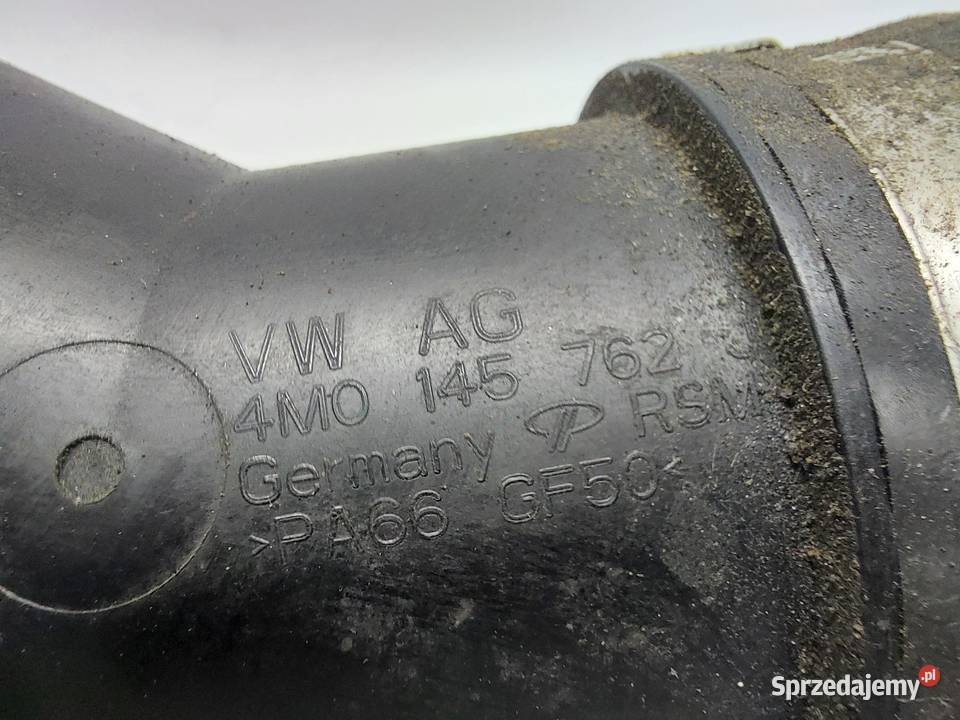 VW AG
4M0 145 762
Germany RSM
>PA66 GF50<
Sprzedajemy.pl